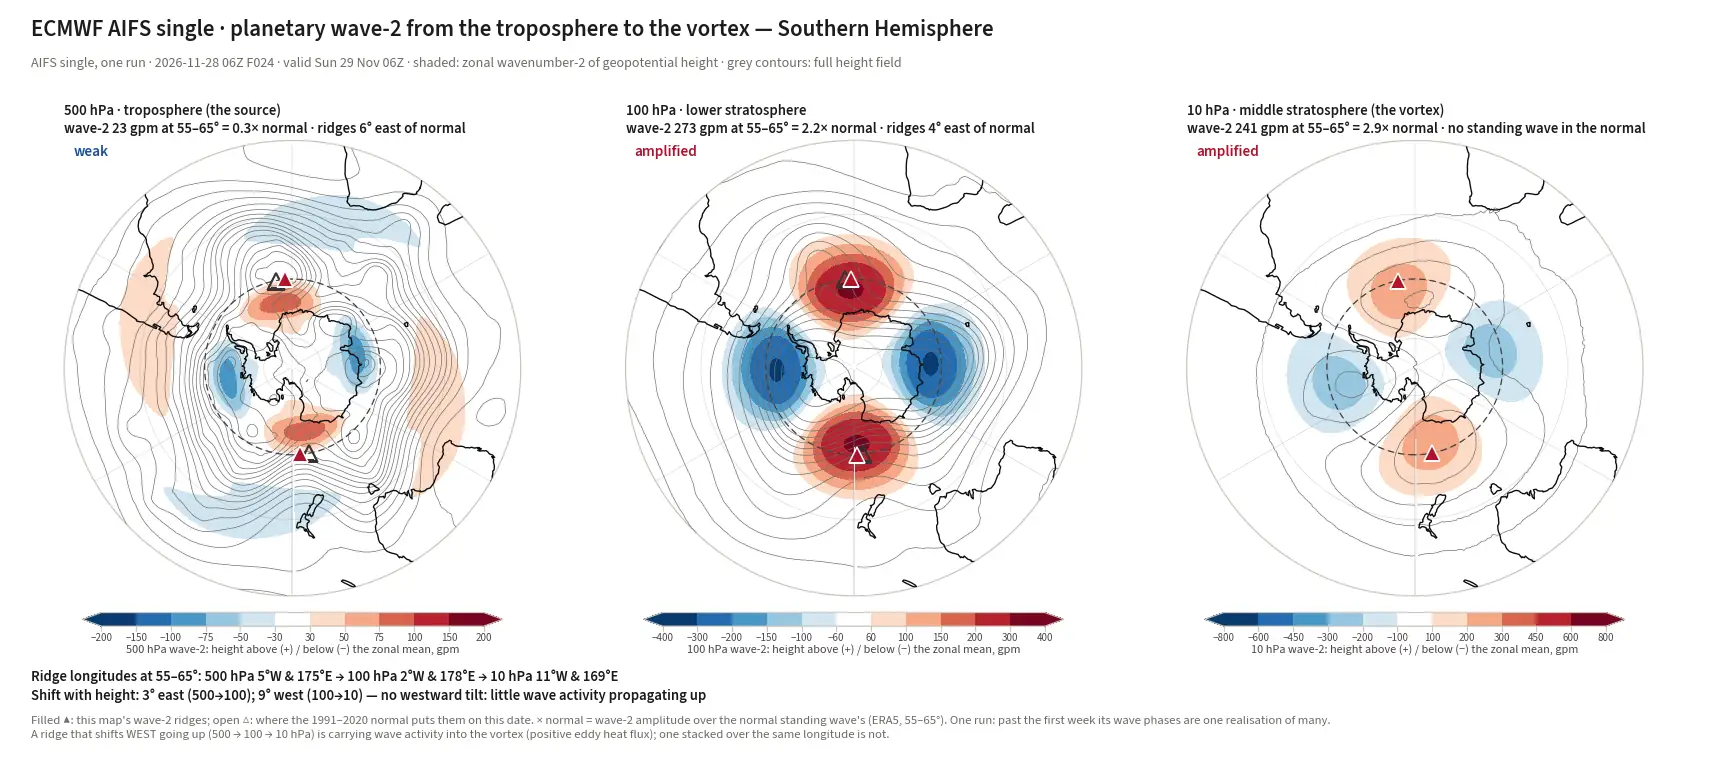 ECMWF AIFS single · planetary wave-2 from the troposphere to the vortex — Southern Hemisphere
AIFS single, one run · 2026-11-28 06Z F024 · valid Sun 29 Nov 06Z · shaded: zonal wavenumber-2 of geopotential height · grey contours: full height field
500 hPa · troposphere (the source)
wave-2 23 gpm at 55–65° = 0.3× normal · ridges 6° east of normal
weak
100 hPa · lower stratosphere
wave-2 273 gpm at 55–65° = 2.2× normal · ridges 4° east of normal
amplified
10 hPa · middle stratosphere (the vortex)
wave-2 241 gpm at 55–65° = 2.9× normal · no standing wave in the normal
amplified
−200 −150 −100 −75 −50 −30 30 50 75 100 150 200
500 hPa wave-2: height above (+) / below (−) the zonal mean, gpm
−400 −300 −200 −150 −100 −60 60 100 150 200 300 400
100 hPa wave-2: height above (+) / below (−) the zonal mean, gpm
−800 −600 −450 −300 −200 −100 100 200 300 450 600 800
10 hPa wave-2: height above (+) / below (−) the zonal mean, gpm
Ridge longitudes at 55–65°: 500 hPa 5°W & 175°E → 100 hPa 2°W & 178°E → 10 hPa 11°W & 169°E
Shift with height: 3° east (500→100); 9° west (100→10) — no westward tilt: little wave activity propagating up
Filled ▲: this map's wave-2 ridges; open △: where the 1991–2020 normal puts them on this date. × normal = wave-2 amplitude over the normal standing wave's (ERA5, 55–65°). One run: past the first week its wave phases are one realisation of many.
A ridge that shifts WEST going up (500 → 100 → 10 hPa) is carrying wave activity into the vortex (positive eddy heat flux); one stacked over the same longitude is not.